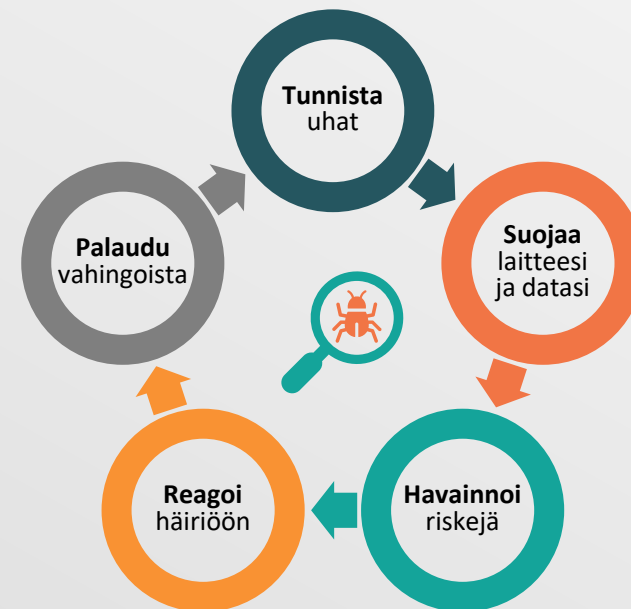 Tunnista
uhat
Suojaa
laitteesi
ja datasi
Havainnoi
riskejä
Reagoi
häiriöön
Palaudu
vahingoista